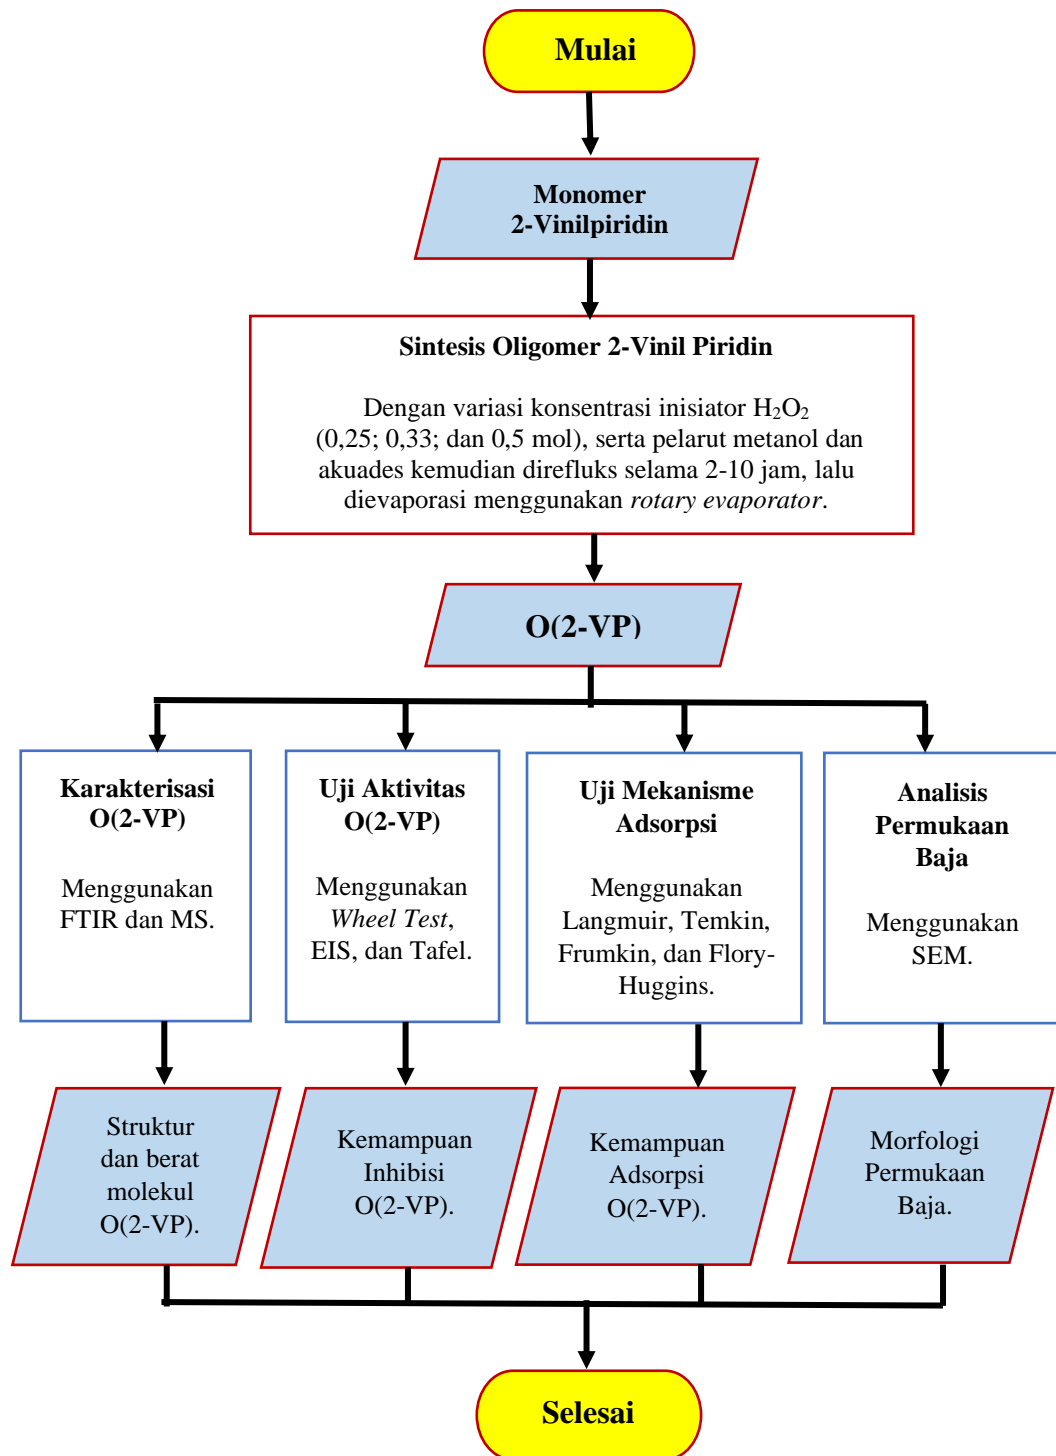 Mulai
Monomer
2-Vinilpiridin
Sintesis Oligomer 2-Vinil Piridin
Dengan variasi konsentrasi inisiator H₂O₂
(0,25; 0,33; dan 0,5 mol), serta pelarut metanol dan
akuades kemudian direfluks selama 2-10 jam, lalu
dievaporasi menggunakan rotary evaporator.
O(2-VP)
Karakterisasi
O(2-VP)
Menggunakan
FTIR dan MS.
Uji Aktivitas
O(2-VP)
Menggunakan
Wheel Test,
EIS, dan Tafel.
Uji Mekanisme
Adsorpsi
Menggunakan
Langmuir, Temkin,
Frumkin, dan Flory-
Huggins.
Analisis
Permukaan
Baja
Menggunakan
SEM.
Struktur
dan berat
molekul
O(2-VP).
Kemampuan
Inhibisi
O(2-VP).
Kemampuan
Adsorpsi
O(2-VP).
Morfologi
Permukaan
Baja.
Selesai